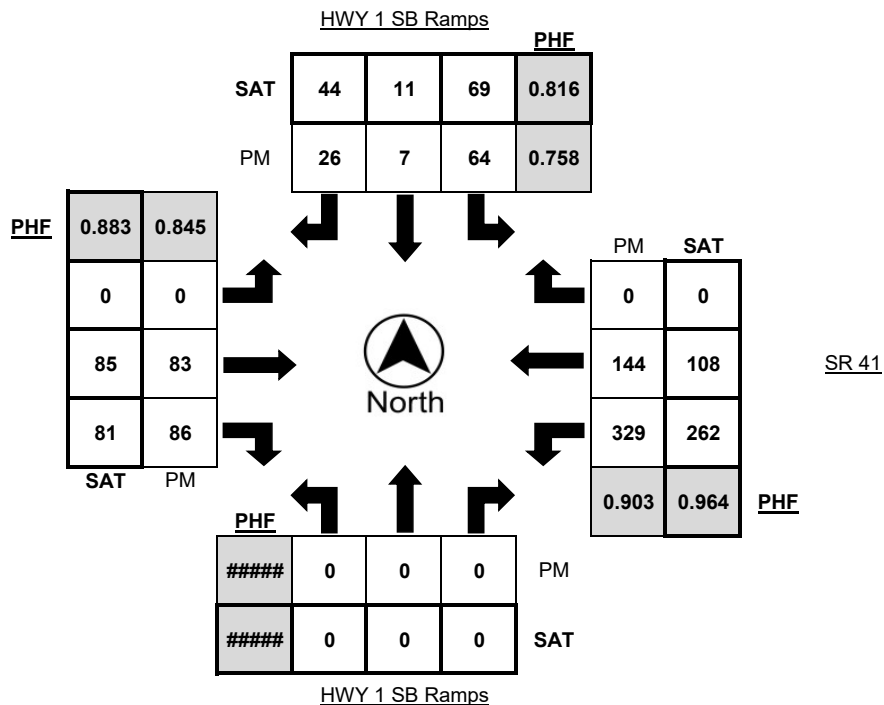 HWY 1 SB Ramps
PHF
SAT 44 11 69 0.816
PM 26 7 64 0.758
PHF 0.883 0.845
0 0
85 83
81 86
SAT PM
PM SAT
0 0
144 108
329 262
0.903 0.964 PHF
SR 41
North
PHF
##### 0 0 0 PM
##### 0 0 0 SAT
HWY 1 SB Ramps